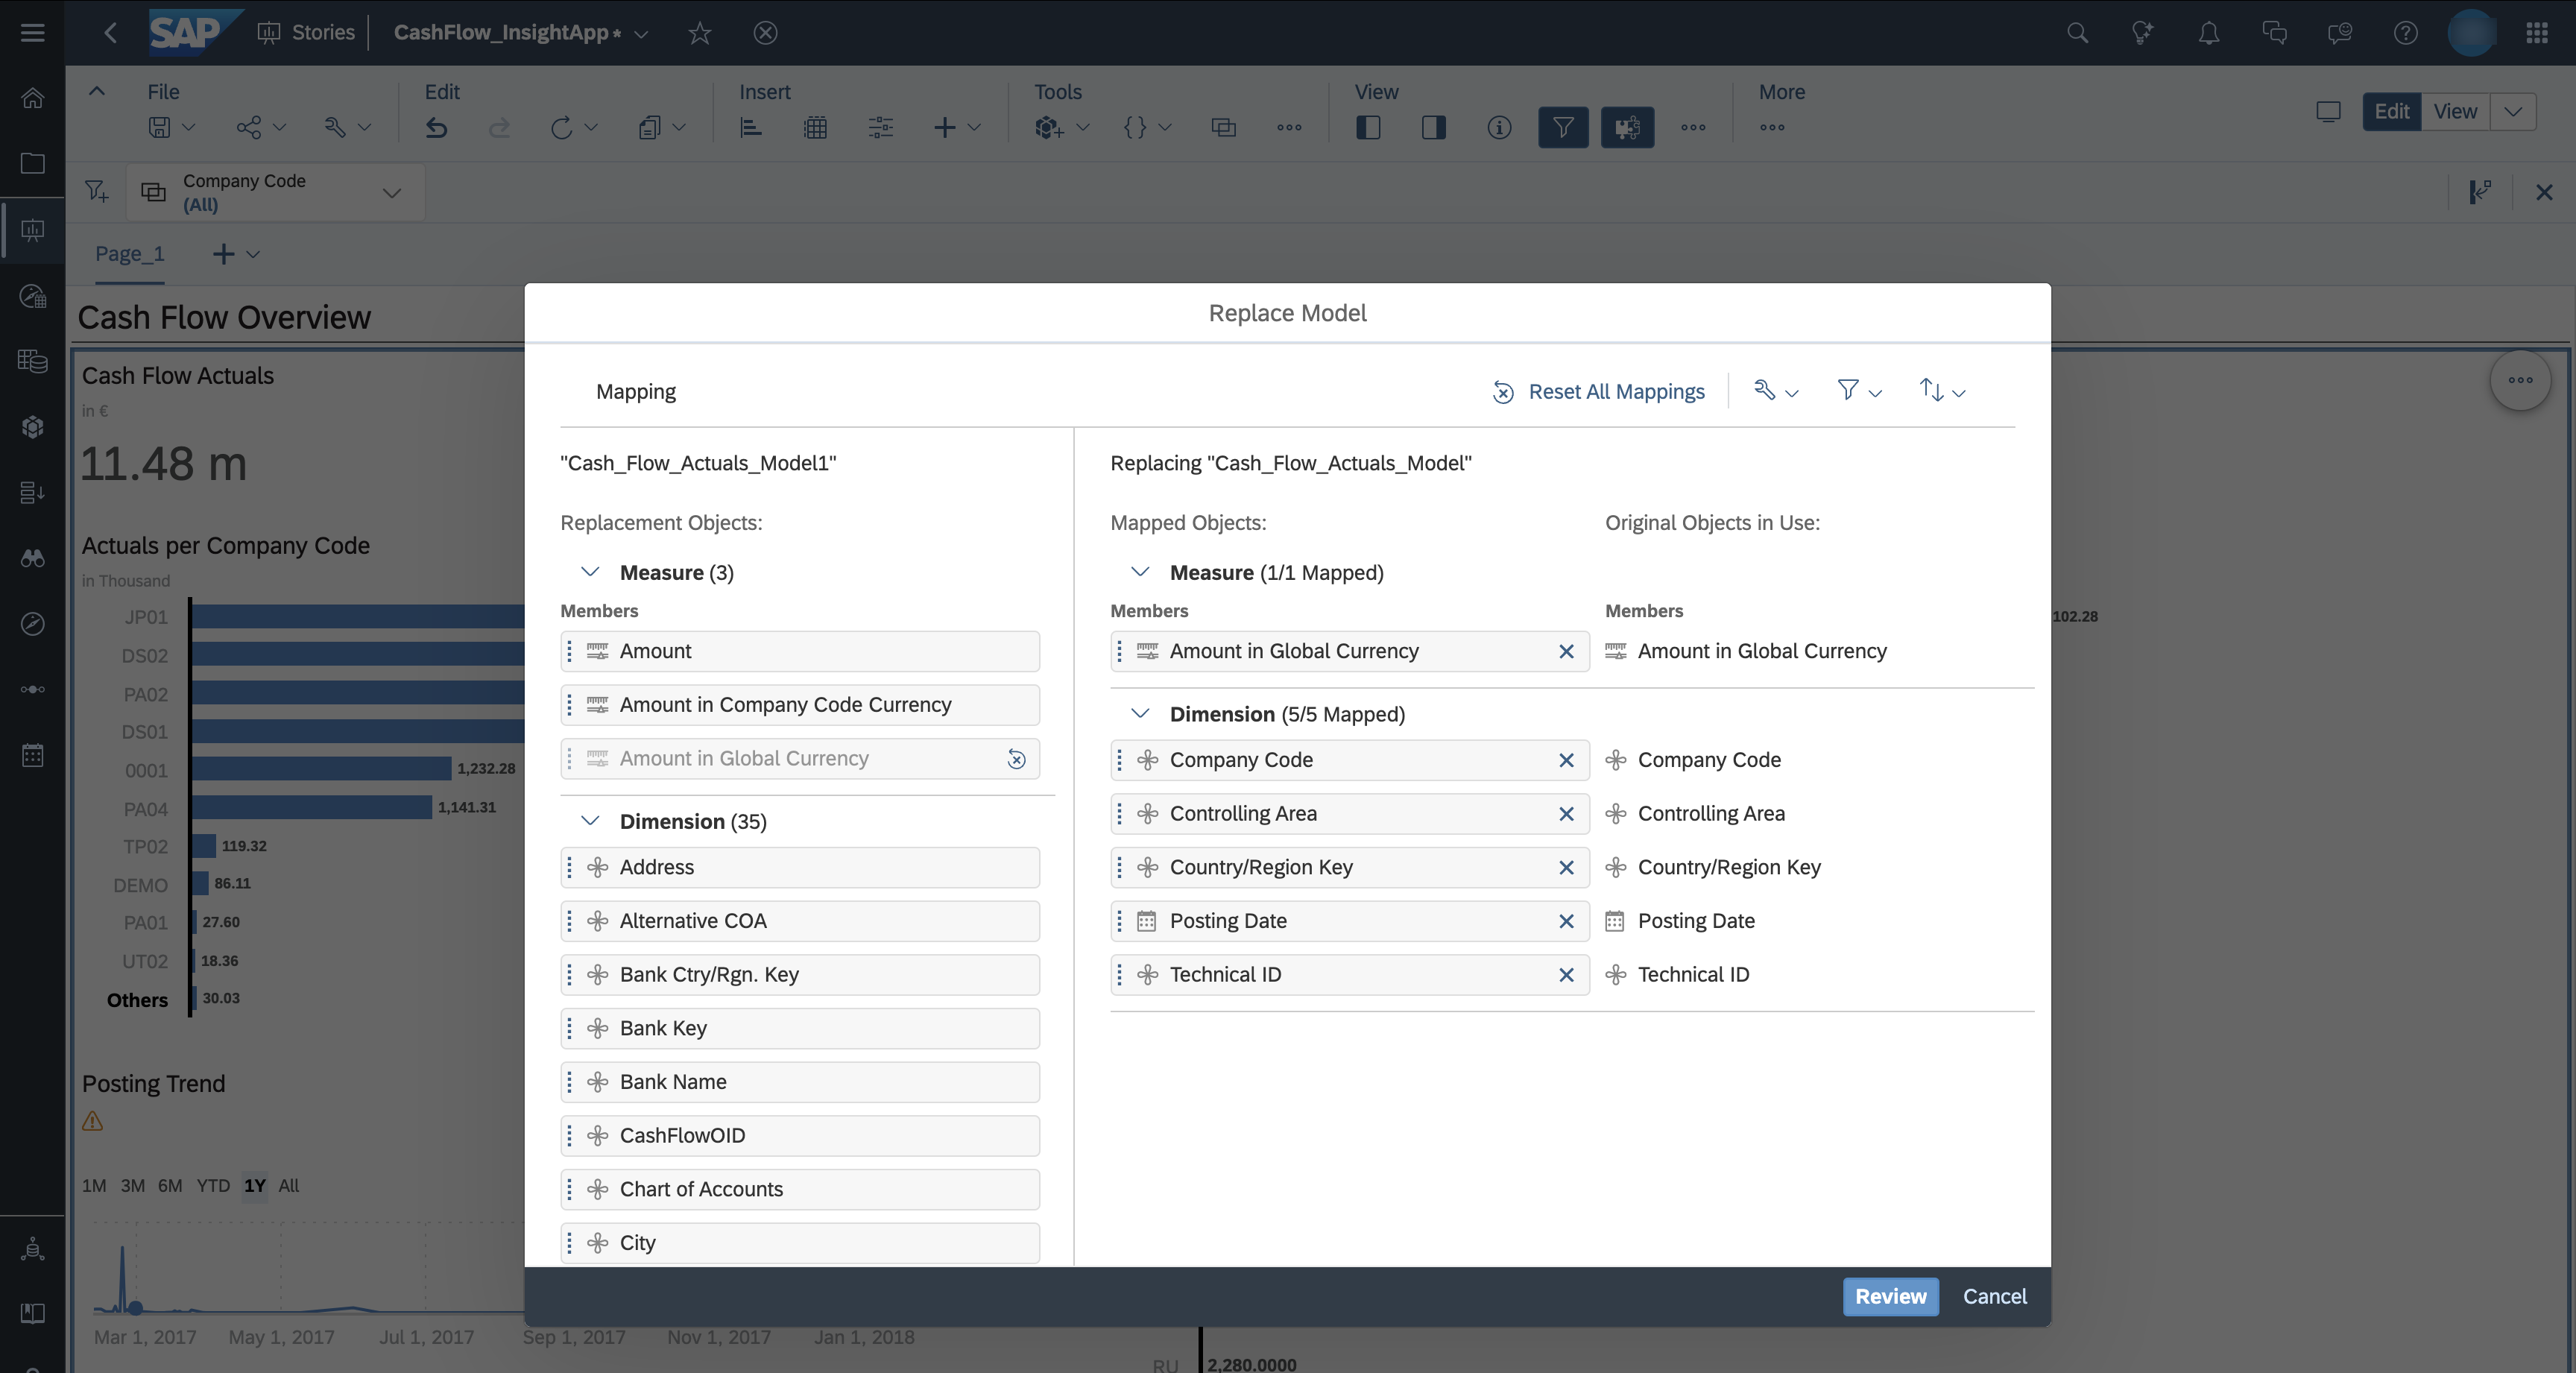 SAP Stories CashFlow_InsightApp *
File Edit Insert Tools View More
Edit View
Company Code
(All)
Page_1
Cash Flow Overview
Cash Flow Actuals
in €
11.48 m
Actuals per Company Code
in Thousand
JP01 102.28
DS02
PA02
DS01
0001 1,232.28
PA04 1,141.31
TP02 119.32
DEMO 86.11
PA01 27.60
UT02 18.36
Others 30.03
Posting Trend
1M 3M 6M YTD 1Y All
Mar 1, 2017 May 1, 2017 Jul 1, 2017 Sep 1, 2017 Nov 1, 2017 Jan 1, 2018
RU 2,280.0000
Replace Model
Mapping
Reset All Mappings
"Cash_Flow_Actuals_Model1"
Replacement Objects:
Measure (3)
Members
Amount
Amount in Company Code Currency
Amount in Global Currency
Dimension (35)
Address
Alternative COA
Bank Ctry/Rgn. Key
Bank Key
Bank Name
CashFlowOID
Chart of Accounts
City
Replacing "Cash_Flow_Actuals_Model"
Mapped Objects: Original Objects in Use:
Measure (1/1 Mapped)
Members Members
Amount in Global Currency Amount in Global Currency
Dimension (5/5 Mapped)
Company Code Company Code
Controlling Area Controlling Area
Country/Region Key Country/Region Key
Posting Date Posting Date
Technical ID Technical ID
Review Cancel